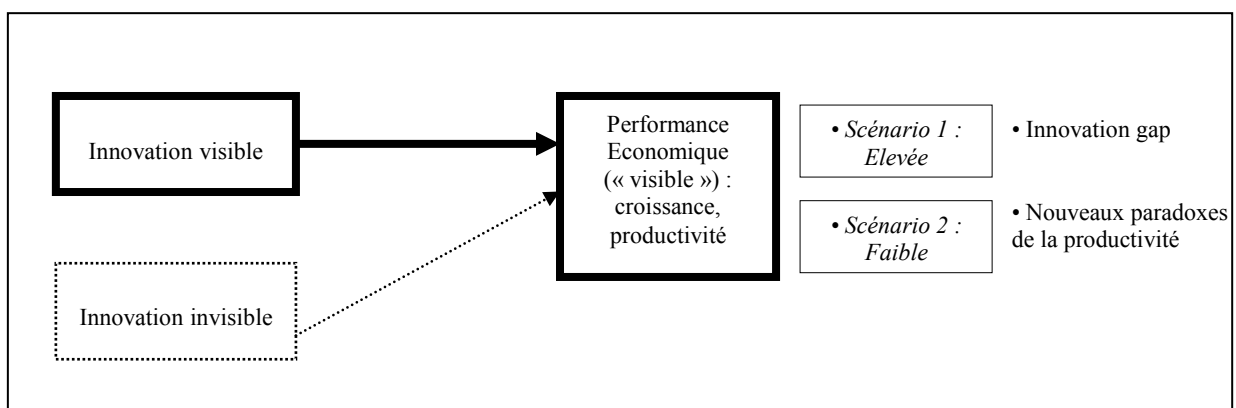 Innovation visible
Innovation invisible
Performance
Economique
(« visible ») :
croissance,
productivité
• Scénario 1 :
Elevée
• Scénario 2 :
Faible
• Innovation gap
• Nouveaux paradoxes
de la productivité